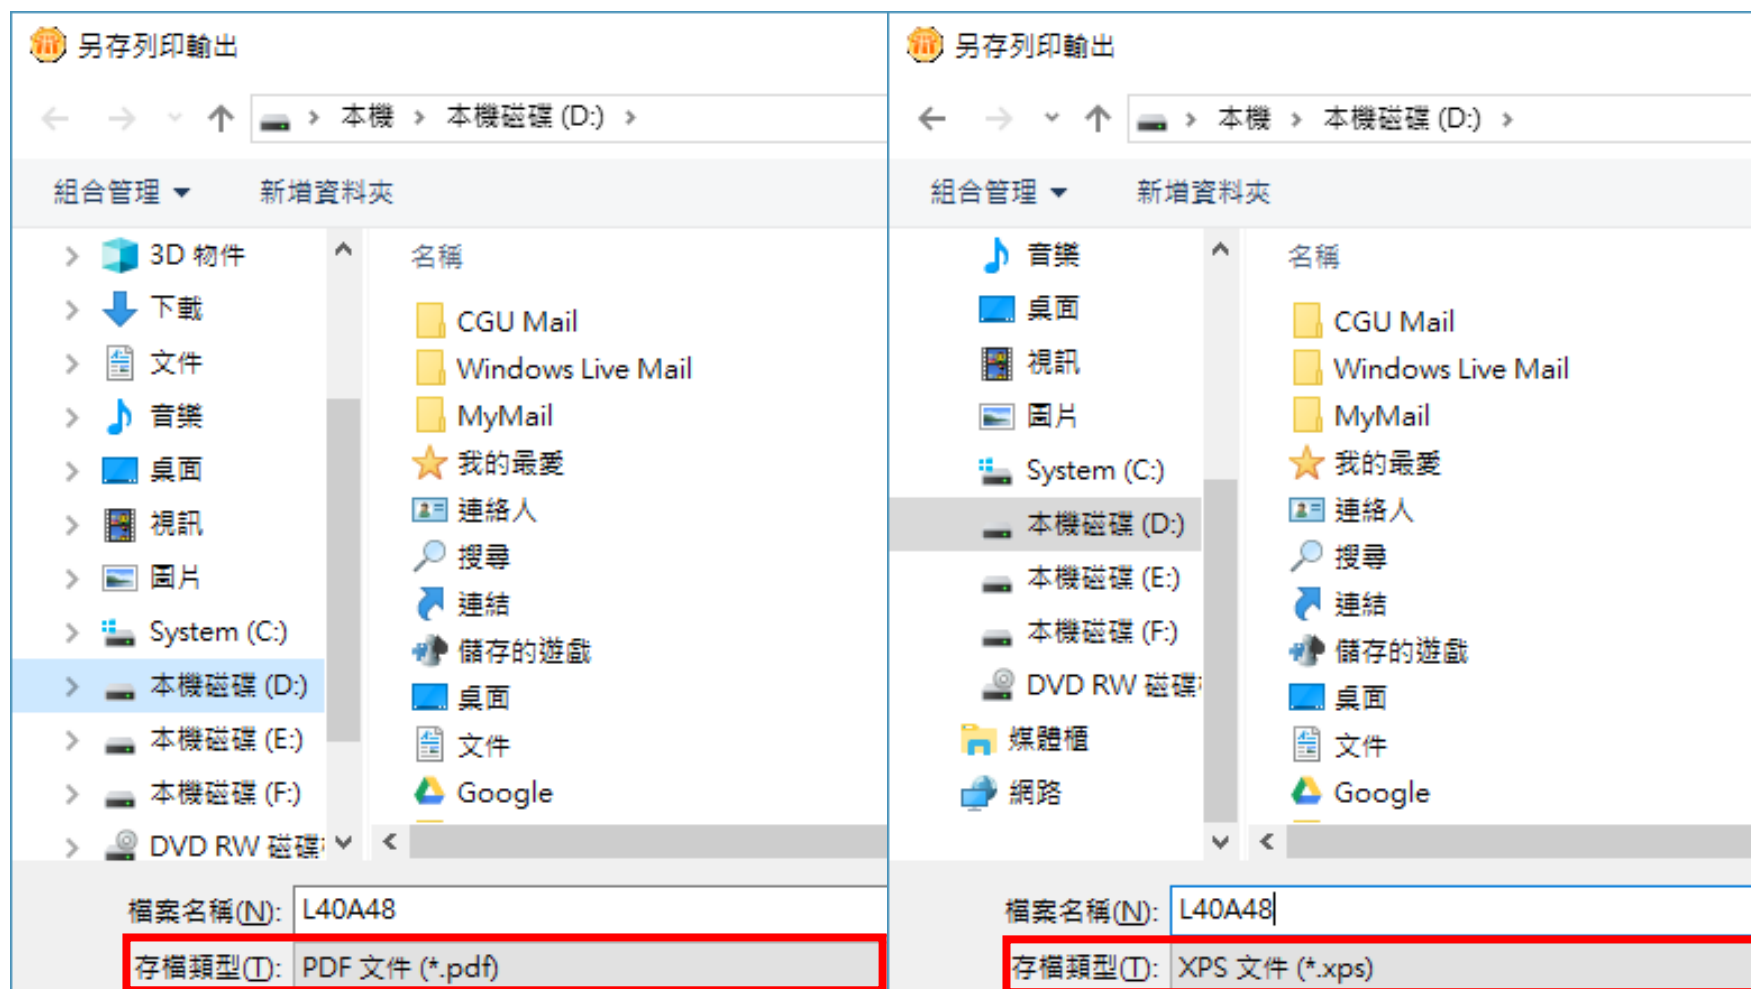 另存列印輸出
本機 > 本機磁碟 (D:) >
組合管理 新增資料夾
3D 物件
下載
文件
音樂
桌面
視訊
圖片
System (C:)
本機磁碟 (D:)
本機磁碟 (E:)
本機磁碟 (F:)
DVD RW 磁碟
名稱
CGU Mail
Windows Live Mail
MyMail
我的最愛
連絡人
搜尋
連結
儲存的遊戲
桌面
文件
Google
檔案名稱(N): L40A48
存檔類型(T): PDF 文件 (*.pdf)
另存列印輸出
本機 > 本機磁碟 (D:) >
組合管理 新增資料夾
音樂
桌面
視訊
圖片
System (C:)
本機磁碟 (D:)
本機磁碟 (E:)
本機磁碟 (F:)
DVD RW 磁碟
媒體櫃
網路
名稱
CGU Mail
Windows Live Mail
MyMail
我的最愛
連絡人
搜尋
連結
儲存的遊戲
桌面
文件
Google
檔案名稱(N): L40A48
存檔類型(T): XPS 文件 (*.xps)